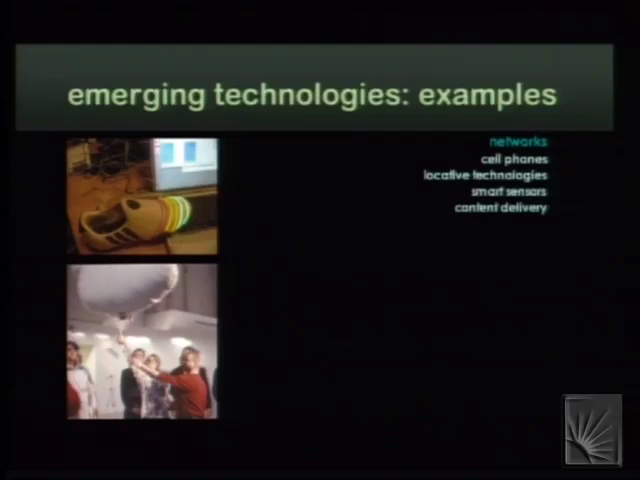 emerging technologies: examples
networks
cell phones
locative technologies
smart sensors
content delivery